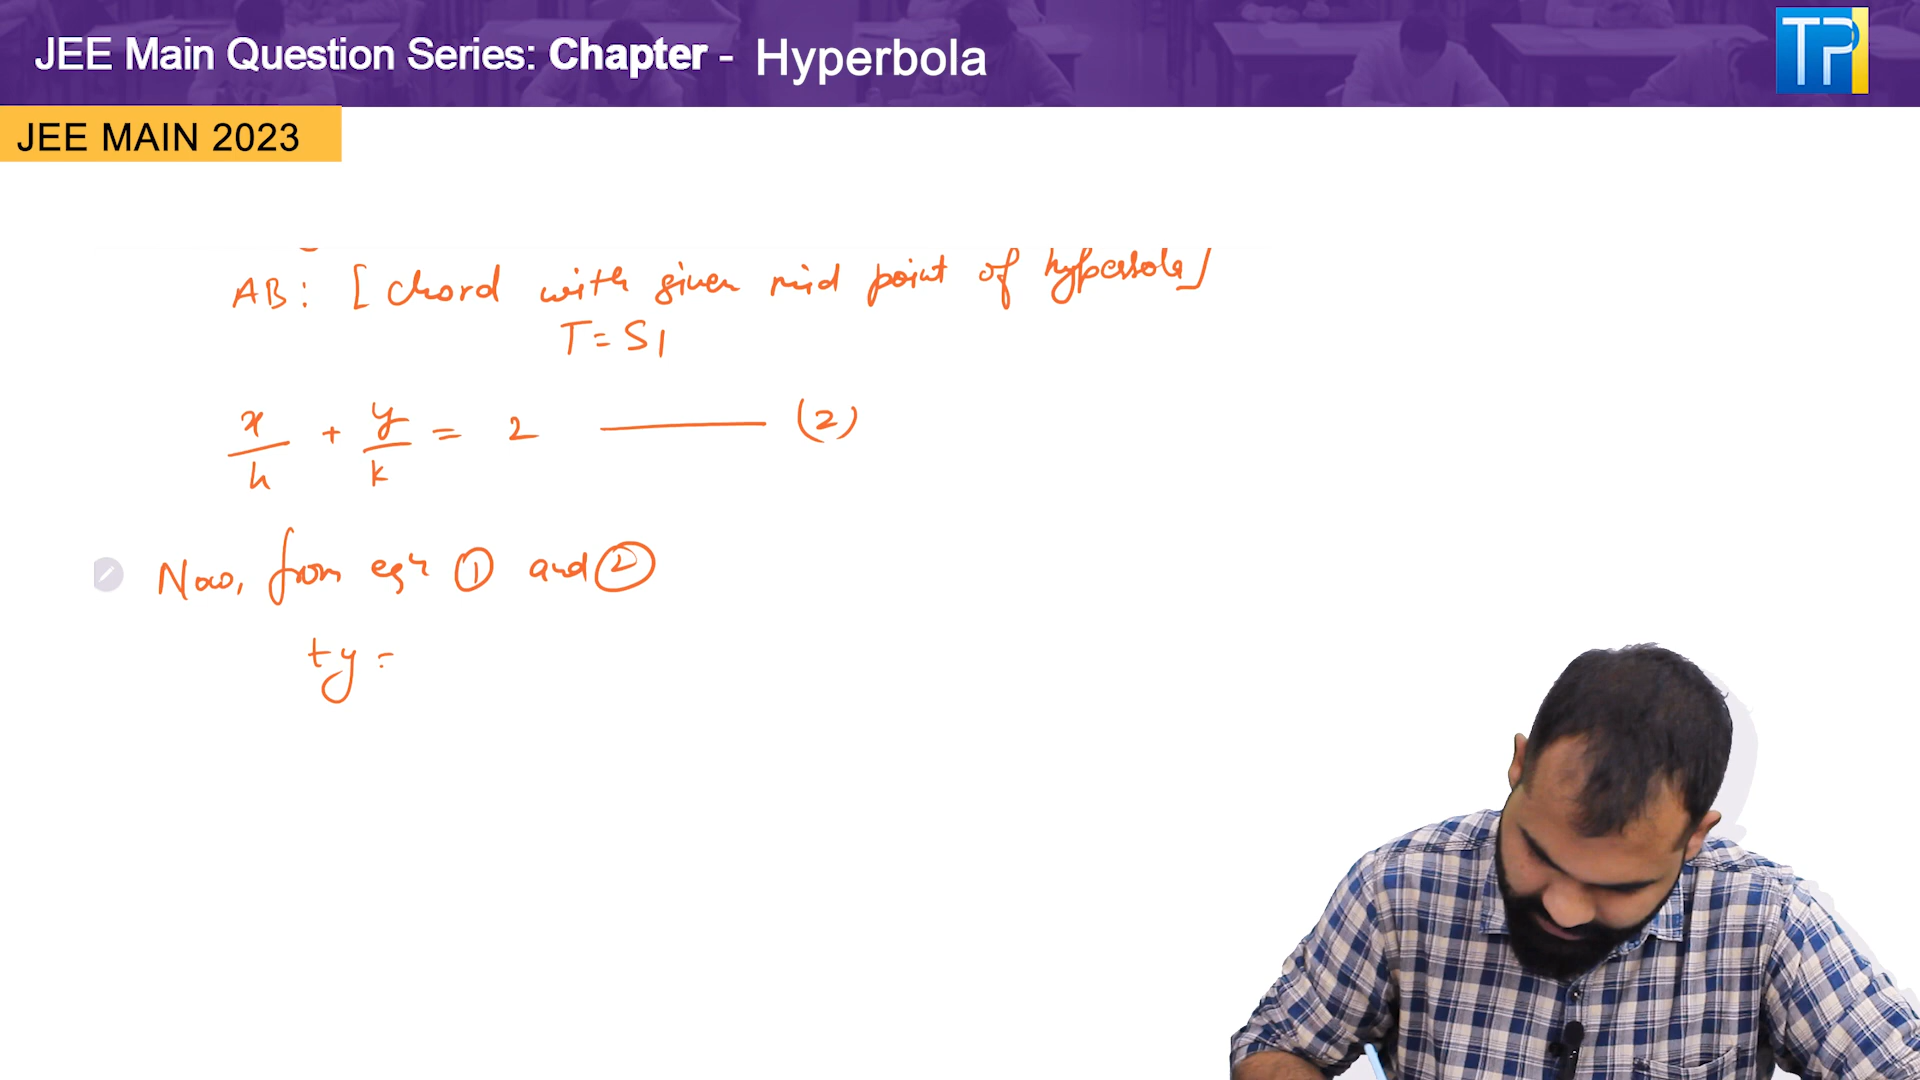 JEE Main Question Series: Chapter - Hyperbola
TP
JEE MAIN 2023
AB: [chord with given mid point of hyperbola]
T = S1
x/h + y/k = 2 ——— (2)
Now, from eqn ① and ②
ty =